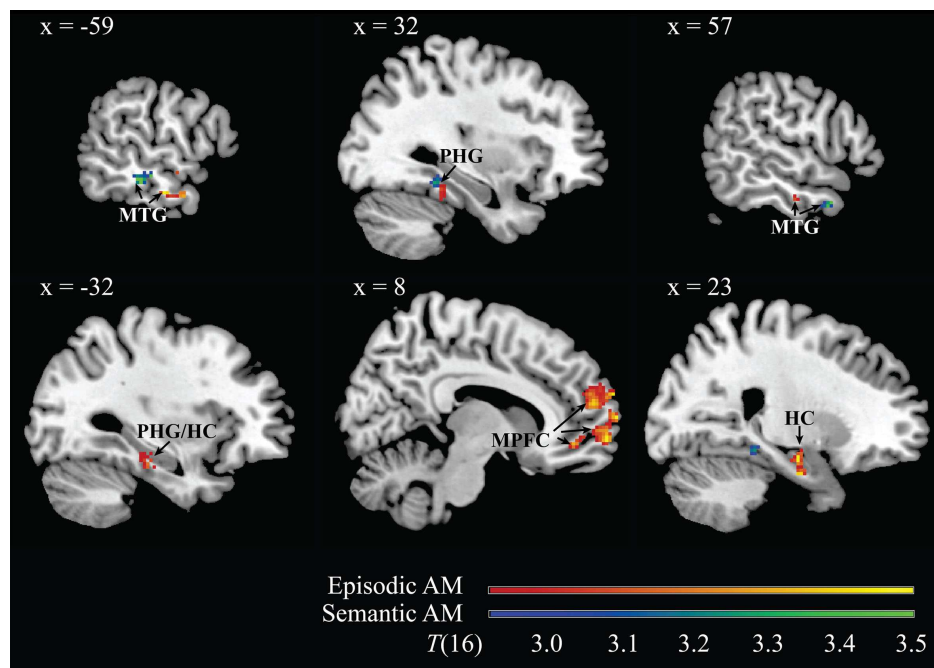 x = -59
x = 32
x = 57
PHG
MTG
MTG
x = -32
x = 8
x = 23
PHG/HC
MPFC
HC
Episodic AM
Semantic AM
T(16) 3.0 3.1 3.2 3.3 3.4 3.5